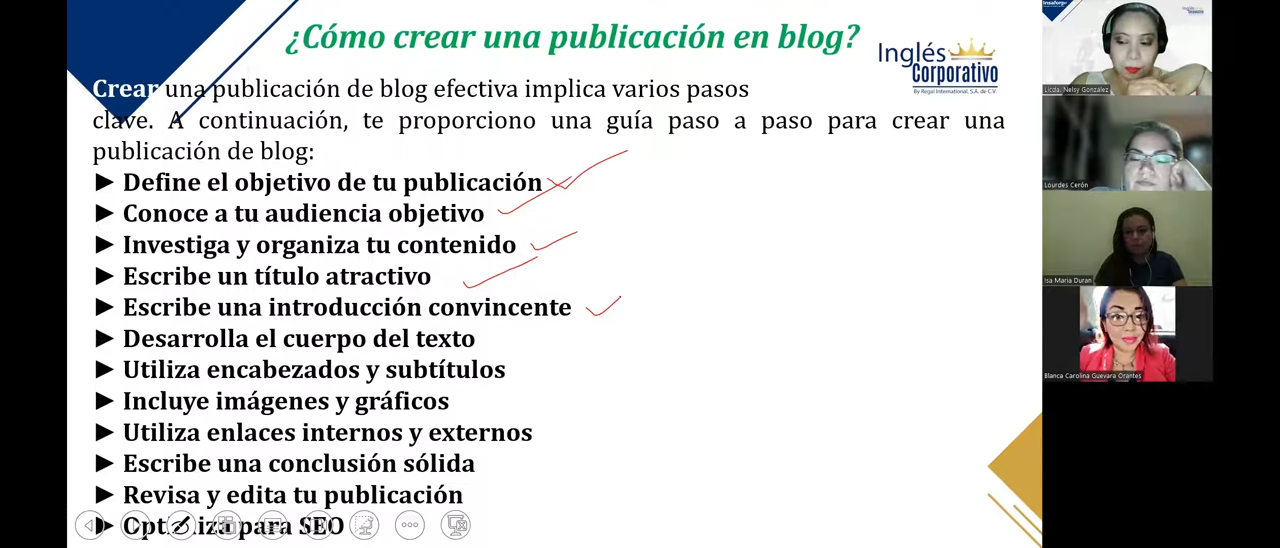 ¿Cómo crear una publicación en blog?
Inglés
Corporativo
By Regal International, S.A. de C.V.
Crear una publicación de blog efectiva implica varios pasos
clave. A continuación, te proporciono una guía paso a paso para crear una
publicación de blog:
► Define el objetivo de tu publicación
► Conoce a tu audiencia objetivo
► Investiga y organiza tu contenido
► Escribe un título atractivo
► Escribe una introducción convincente
► Desarrolla el cuerpo del texto
► Utiliza encabezados y subtítulos
► Incluye imágenes y gráficos
► Utiliza enlaces internos y externos
► Escribe una conclusión sólida
► Revisa y edita tu publicación
► Optimiza para SEO
Insaforp
Licda. Nelsy González
Lourdes Cerón
Isa Maria Duran
Blanca Carolina Guevara Orantes